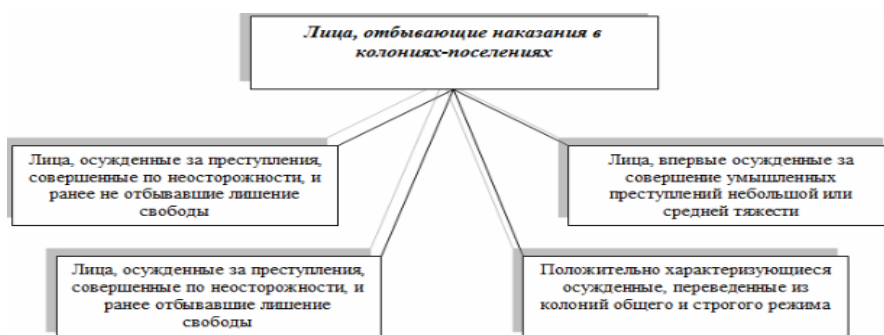 Лица, отбывающие наказания в
колониях-поселениях
Лица, осужденные за преступления,
совершенные по неосторожности, и
ранее не отбывавшие лишение
свободы
Лица, впервые осужденные за
совершение умышленных
преступлений небольшой или
средней тяжести
Лица, осужденные за преступления,
совершенные по неосторожности, и
ранее отбывавшие лишение
свободы
Положительно характеризующиеся
осужденные, переведенные из
колоний общего и строгого режима